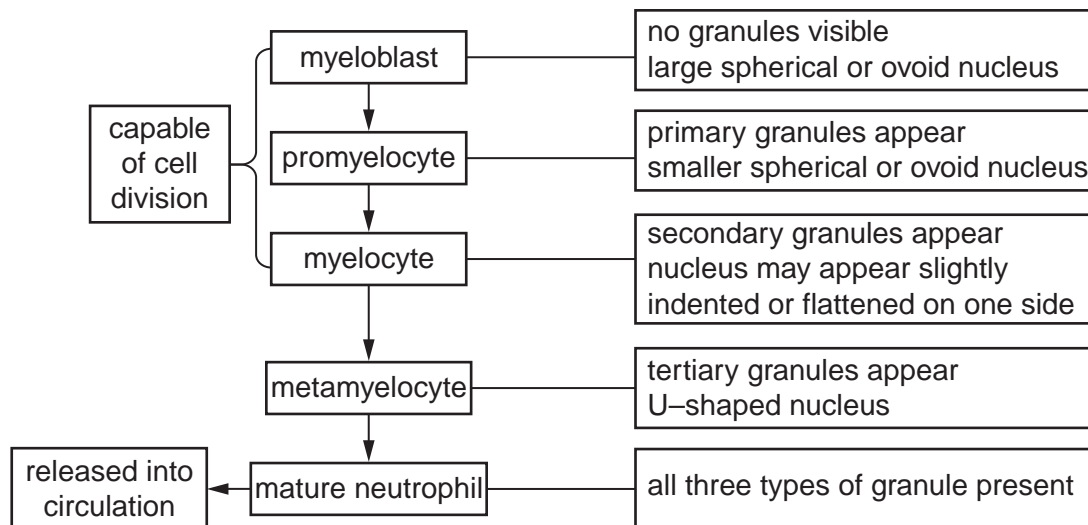 myeloblast
no granules visible
large spherical or ovoid nucleus
capable
of cell
division
promyelocyte
primary granules appear
smaller spherical or ovoid nucleus
myelocyte
secondary granules appear
nucleus may appear slightly
indented or flattened on one side
metamyelocyte
tertiary granules appear
U–shaped nucleus
released into
circulation
mature neutrophil
all three types of granule present